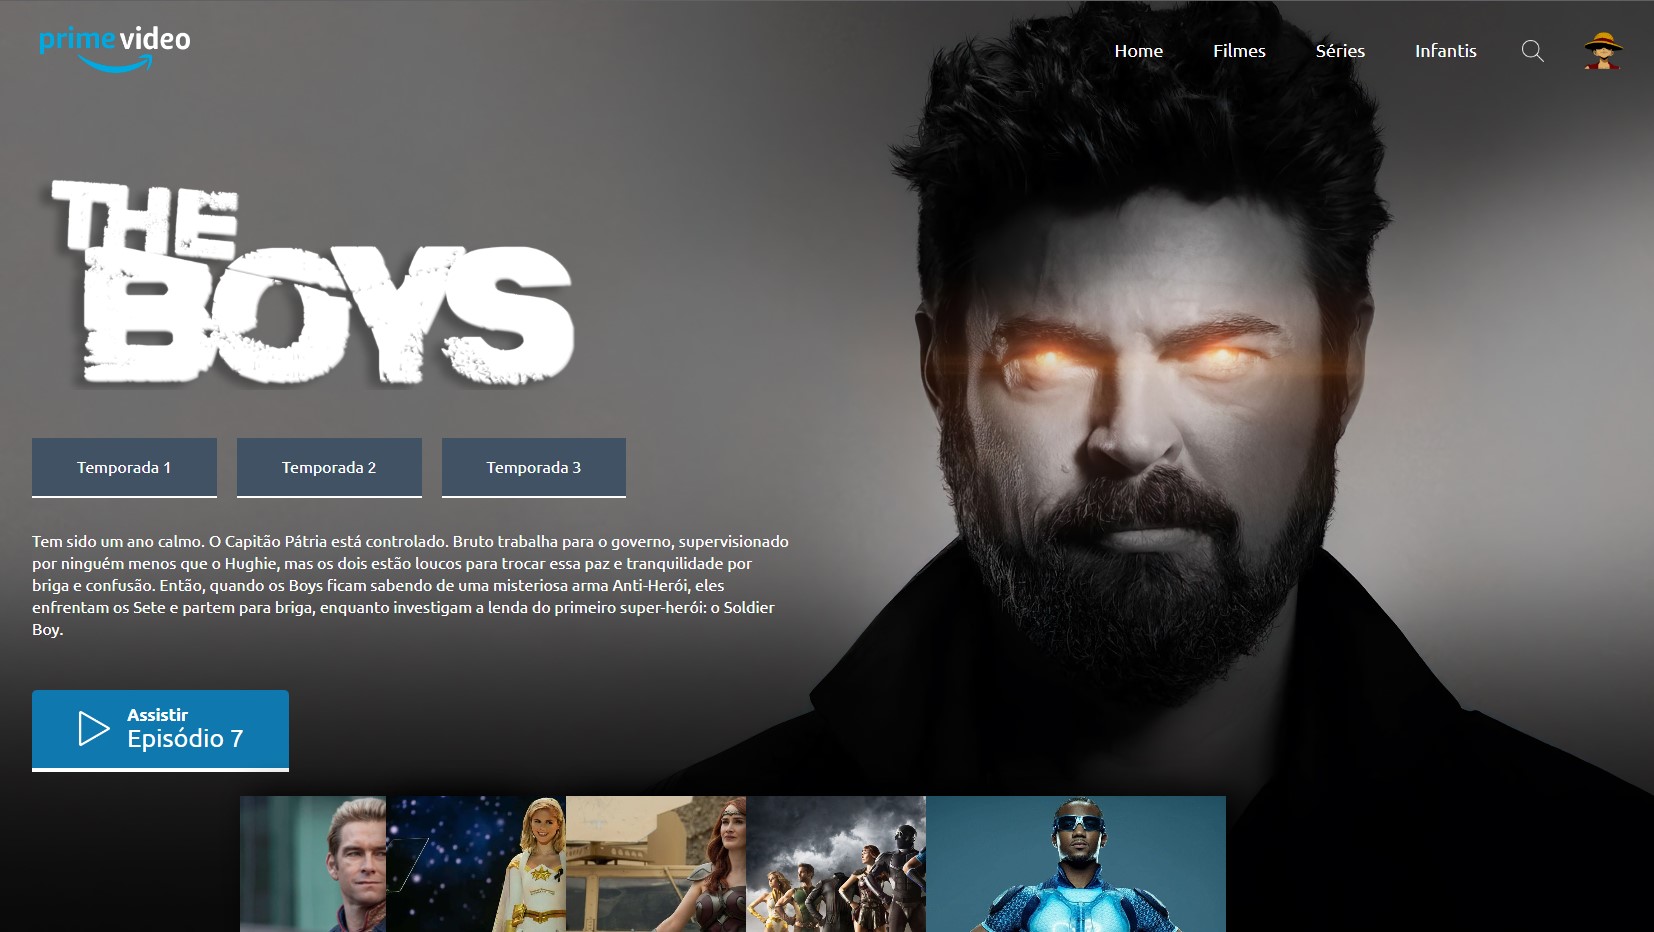 prime video
Home
Filmes
Séries
Infantis
THE
BOYS
Temporada 1
Temporada 2
Temporada 3
Tem sido um ano calmo. O Capitão Pátria está controlado. Bruto trabalha para o governo, supervisionado
por ninguém menos que o Hughie, mas os dois estão loucos para trocar essa paz e tranquilidade por
briga e confusão. Então, quando os Boys ficam sabendo de uma misteriosa arma Anti-Herói, eles
enfrentam os Sete e partem para briga, enquanto investigam a lenda do primeiro super-herói: o Soldier
Boy.
Assistir
Episódio 7